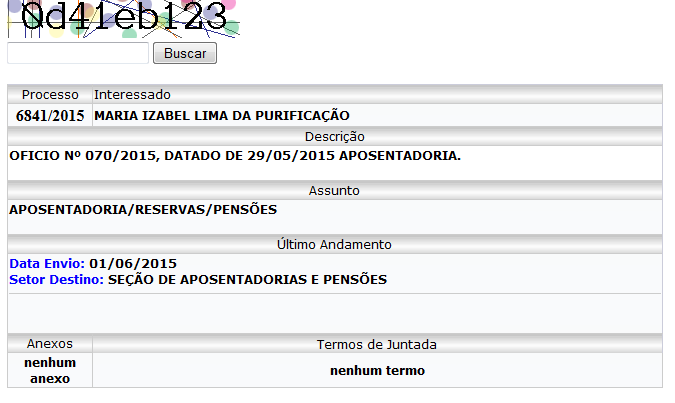 0d41eb123
Buscar
Processo Interessado
6841/2015 MARIA IZABEL LIMA DA PURIFICAÇÃO
Descrição
OFICIO Nº 070/2015, DATADO DE 29/05/2015 APOSENTADORIA.
Assunto
APOSENTADORIA/RESERVAS/PENSÕES
Último Andamento
Data Envio: 01/06/2015
Setor Destino: SEÇÃO DE APOSENTADORIAS E PENSÕES
Anexos Termos de Juntada
nenhum
anexo nenhum termo